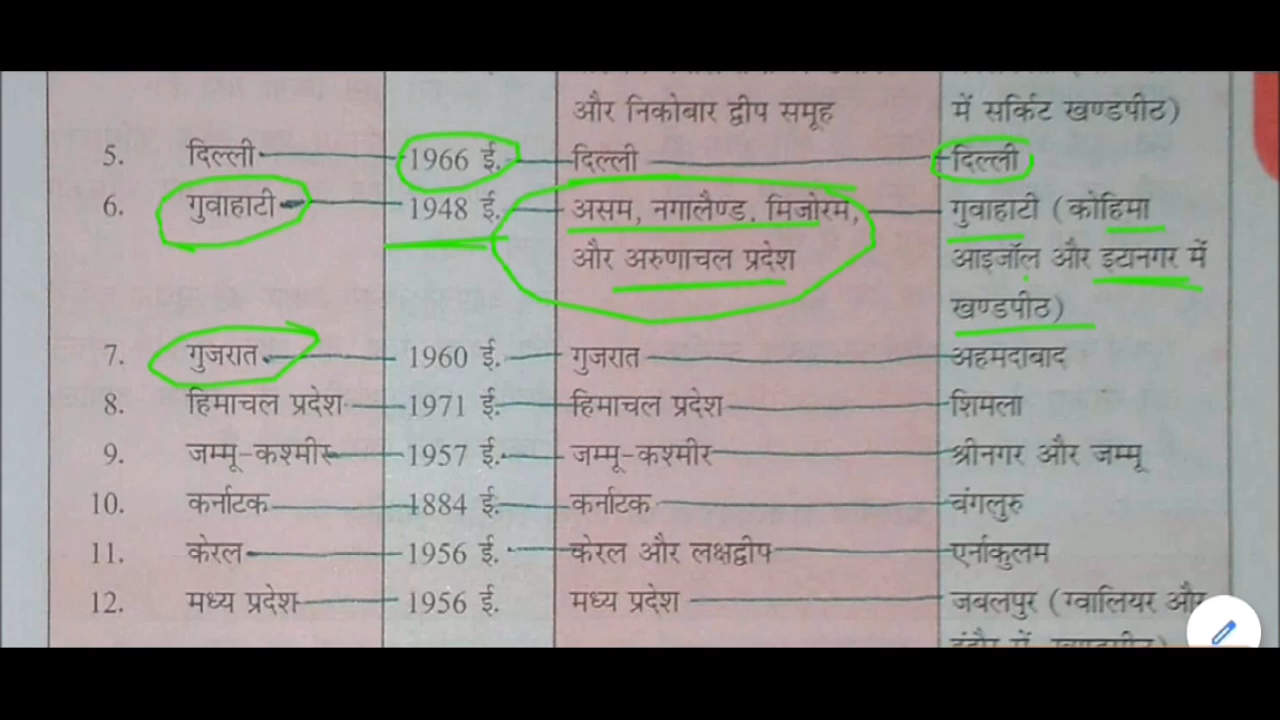 और निकोबार द्वीप समूह में सर्किट खण्डपीठ)
5. दिल्ली 1966 ई. दिल्ली दिल्ली
6. गुवाहाटी 1948 ई. असम, नगालैण्ड, मिजोरम, गुवाहाटी (कोहिमा
और अरुणाचल प्रदेश आइजॉल और इटानगर में
खण्डपीठ)
7. गुजरात 1960 ई. गुजरात अहमदाबाद
8. हिमाचल प्रदेश 1971 ई. हिमाचल प्रदेश शिमला
9. जम्मू-कश्मीर 1957 ई. जम्मू-कश्मीर श्रीनगर और जम्मू
10. कर्नाटक 1884 ई. कर्नाटक बंगलुरु
11. केरल 1956 ई. केरल और लक्षद्वीप एर्नाकुलम
12. मध्य प्रदेश 1956 ई. मध्य प्रदेश जबलपुर (ग्वालियर और